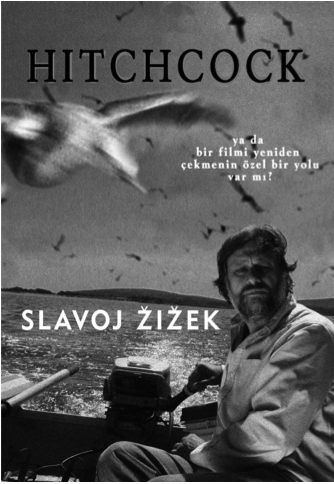 HITCHCOCK
ya da
bir filmi yeniden
çekmenin özel bir yolu
var mı?
SLAVOJ ŽIŽEK